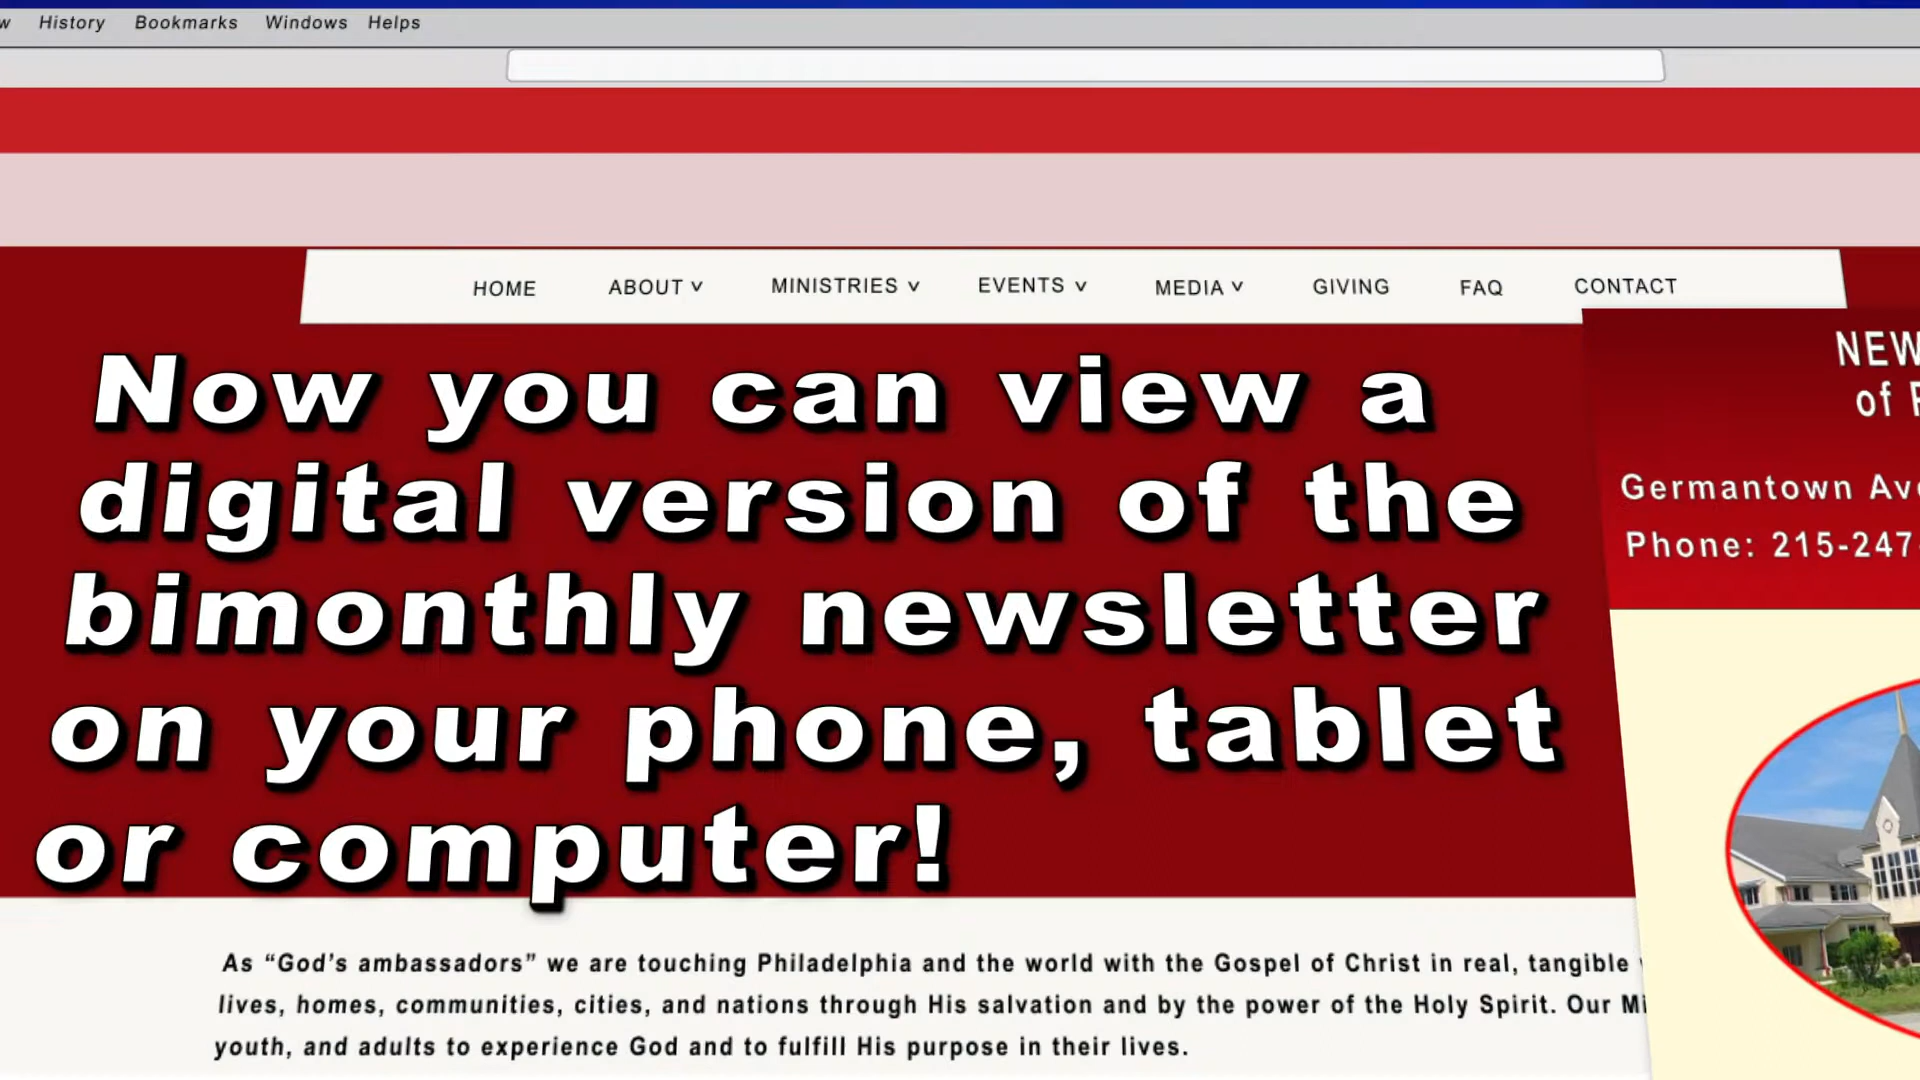 History Bookmarks Windows Helps
HOME ABOUT MINISTRIES EVENTS MEDIA GIVING FAQ CONTACT
Now you can view a
digital version of the
bimonthly newsletter
on your phone, tablet
or computer!
NEW
of
Germantown
Phone: 215-247-
As “God’s ambassadors” we are touching Philadelphia and the world with the Gospel of Christ in real, tangible
lives, homes, communities, cities, and nations through His salvation and by the power of the Holy Spirit. Our
youth, and adults to experience God and to fulfill His purpose in their lives.